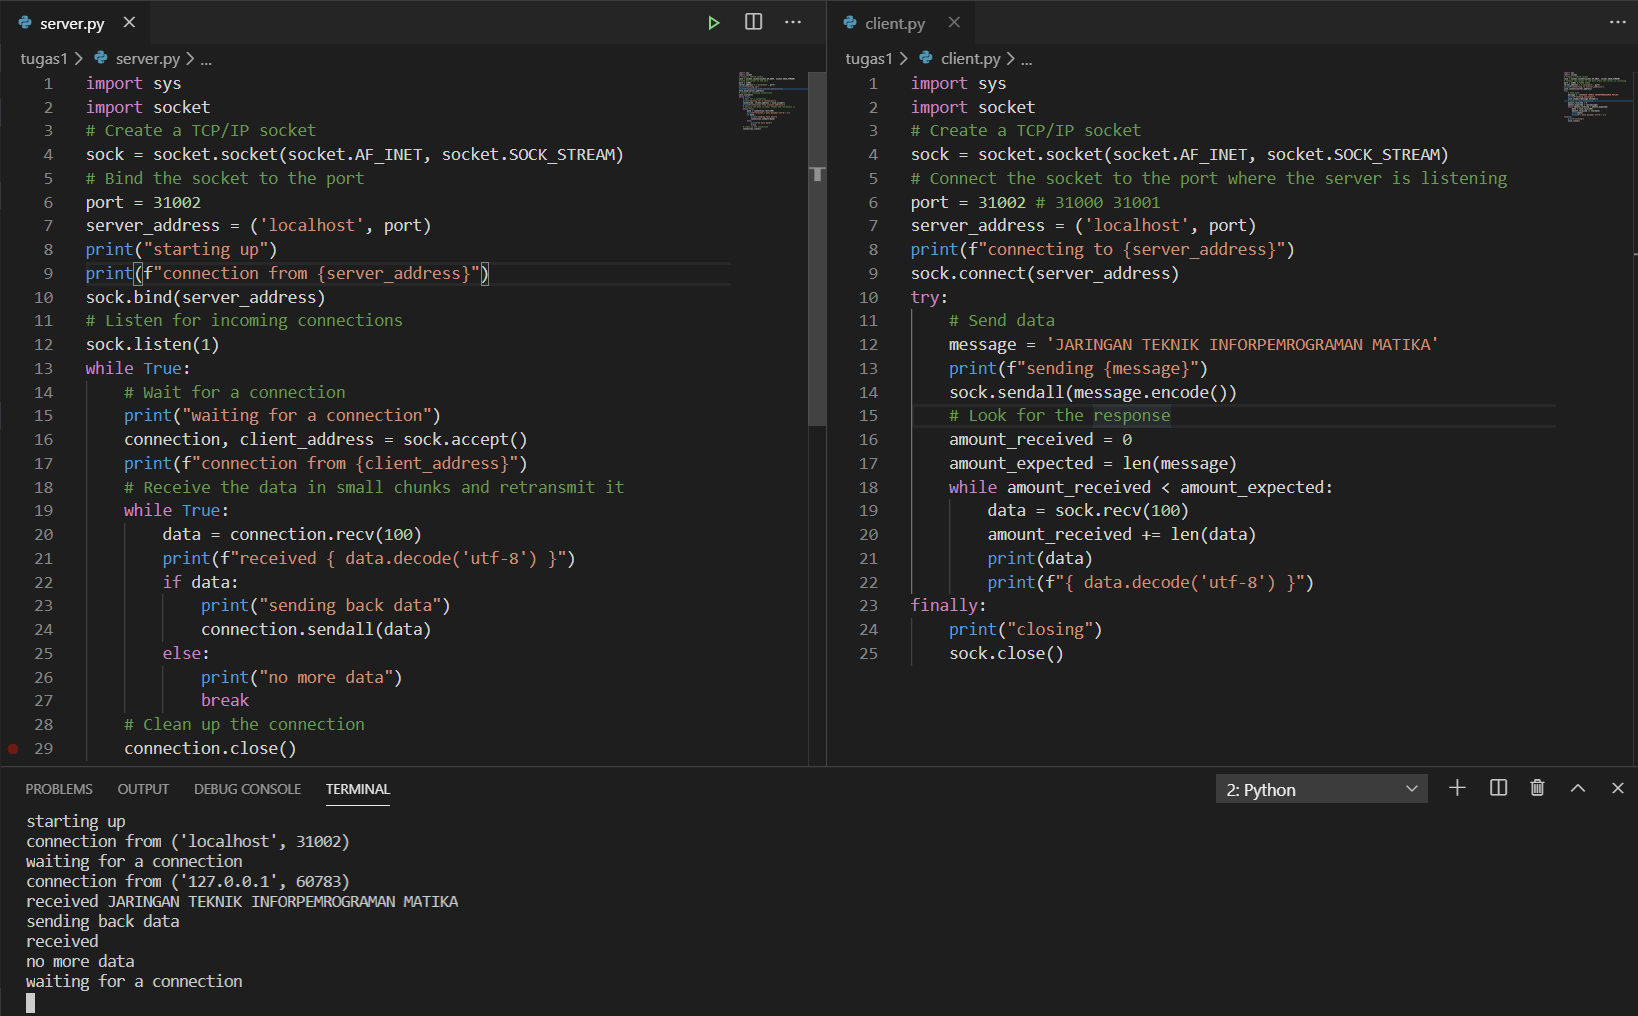 server.py
tugas1 > server.py > ...
1 import sys
2 import socket
3 # Create a TCP/IP socket
4 sock = socket.socket(socket.AF_INET, socket.SOCK_STREAM)
5 # Bind the socket to the port
6 port = 31002
7 server_address = ('localhost', port)
8 print("starting up")
9 print(f"connection from {server_address}")
10 sock.bind(server_address)
11 # Listen for incoming connections
12 sock.listen(1)
13 while True:
14 # Wait for a connection
15 print("waiting for a connection")
16 connection, client_address = sock.accept()
17 print(f"connection from {client_address}")
18 # Receive the data in small chunks and retransmit it
19 while True:
20 data = connection.recv(100)
21 print(f"received { data.decode('utf-8') }")
22 if data:
23 print("sending back data")
24 connection.sendall(data)
25 else:
26 print("no more data")
27 break
28 # Clean up the connection
29 connection.close()
client.py
tugas1 > client.py > ...
1 import sys
2 import socket
3 # Create a TCP/IP socket
4 sock = socket.socket(socket.AF_INET, socket.SOCK_STREAM)
5 # Connect the socket to the port where the server is listening
6 port = 31002 # 31000 31001
7 server_address = ('localhost', port)
8 print(f"connecting to {server_address}")
9 sock.connect(server_address)
10 try:
11 # Send data
12 message = 'JARINGAN TEKNIK INFORPEMROGRAMAN MATIKA'
13 print(f"sending {message}")
14 sock.sendall(message.encode())
15 # Look for the response
16 amount_received = 0
17 amount_expected = len(message)
18 while amount_received < amount_expected:
19 data = sock.recv(100)
20 amount_received += len(data)
21 print(data)
22 print(f"{ data.decode('utf-8') }")
23 finally:
24 print("closing")
25 sock.close()
PROBLEMS OUTPUT DEBUG CONSOLE TERMINAL 2: Python
starting up
connection from ('localhost', 31002)
waiting for a connection
connection from ('127.0.0.1', 60783)
received JARINGAN TEKNIK INFORPEMROGRAMAN MATIKA
sending back data
received
no more data
waiting for a connection